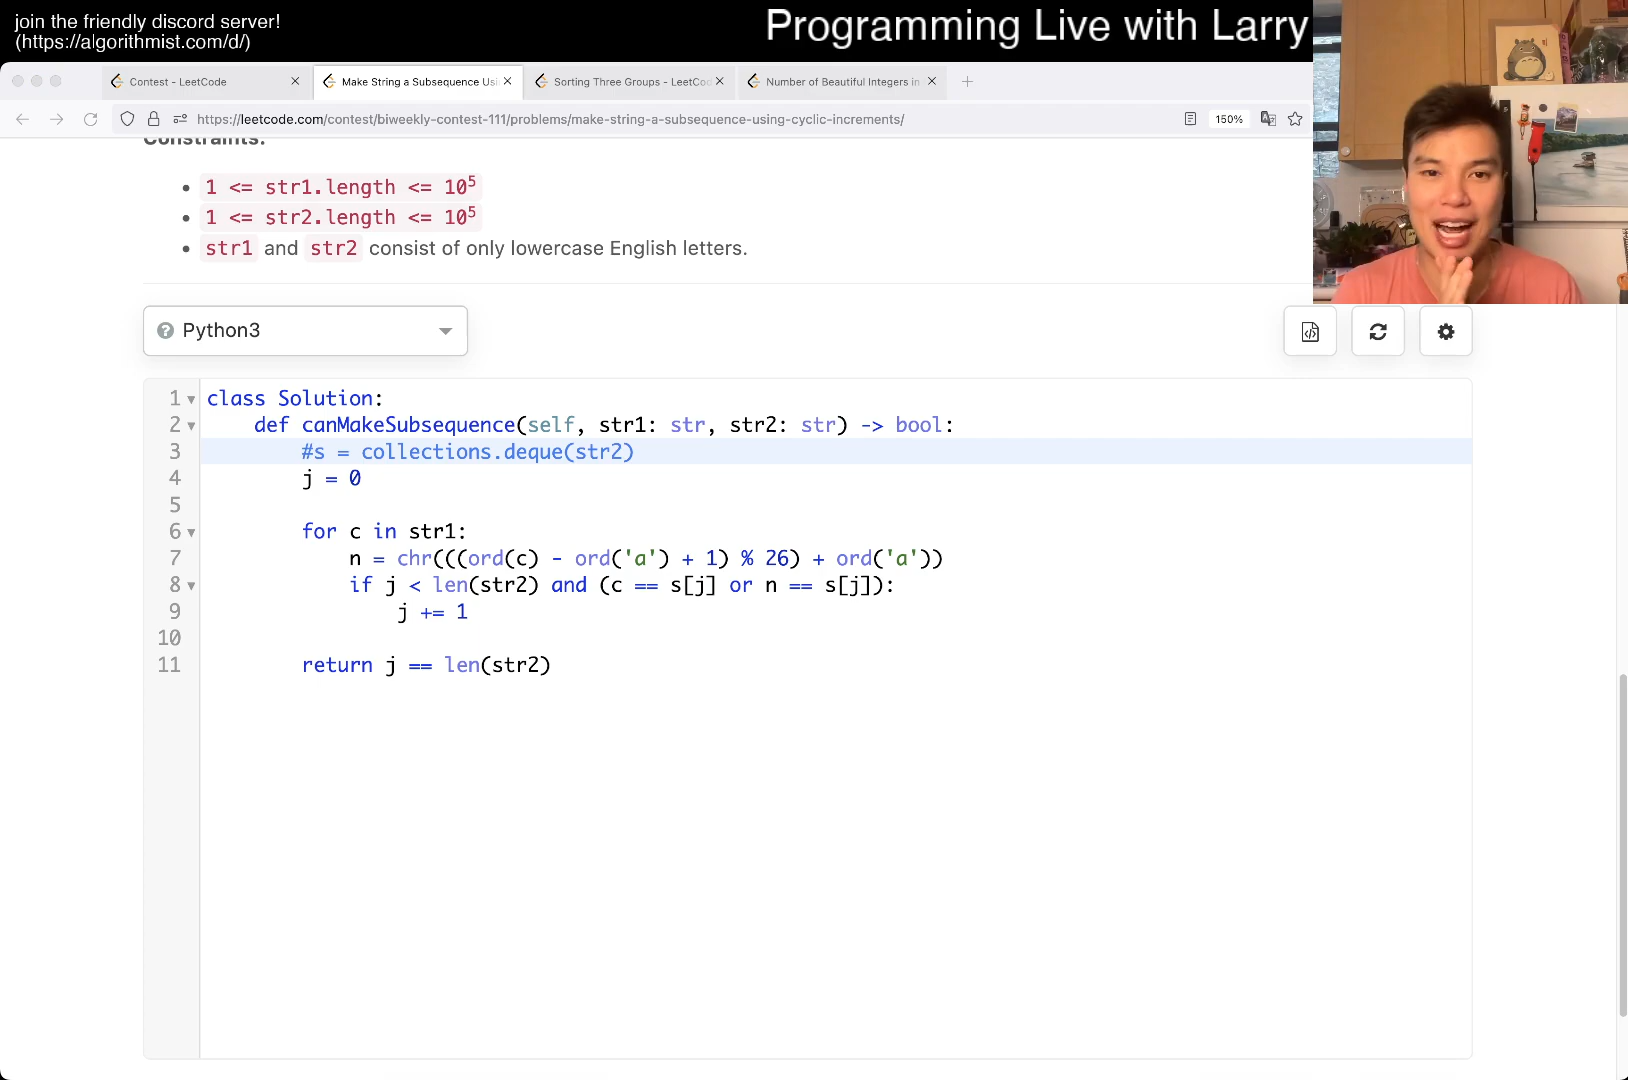 join the friendly discord server!
(https://algorithmist.com/d/)
Programming Live with Larry
Contest - LeetCode
Make String a Subsequence Usi
Sorting Three Groups - LeetCod
Number of Beautiful Integers in
https://leetcode.com/contest/biweekly-contest-111/problems/make-string-a-subsequence-using-cyclic-increments/
150%
Constraints:
1 <= str1.length <= 10^5
1 <= str2.length <= 10^5
str1 and str2 consist of only lowercase English letters.
Python3
1 class Solution:
2 def canMakeSubsequence(self, str1: str, str2: str) -> bool:
3 #s = collections.deque(str2)
4 j = 0
5
6 for c in str1:
7 n = chr(((ord(c) - ord('a') + 1) % 26) + ord('a'))
8 if j < len(str2) and (c == s[j] or n == s[j]):
9 j += 1
10
11 return j == len(str2)